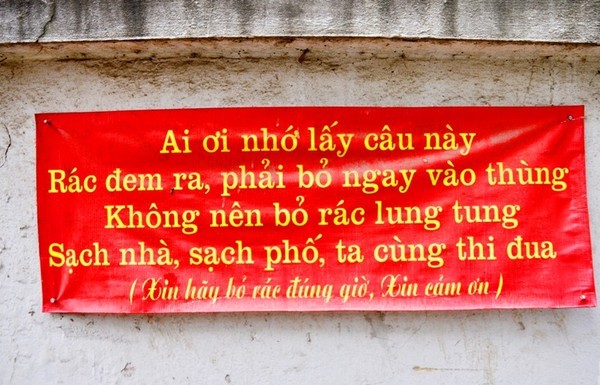 Ai ơi nhớ lấy câu này
Rác đem ra, phải bỏ ngay vào thùng
Không nên bỏ rác lung tung
Sạch nhà, sạch phố, ta cùng thi đua
( Xin hãy bỏ rác đúng giờ, Xin cảm ơn )